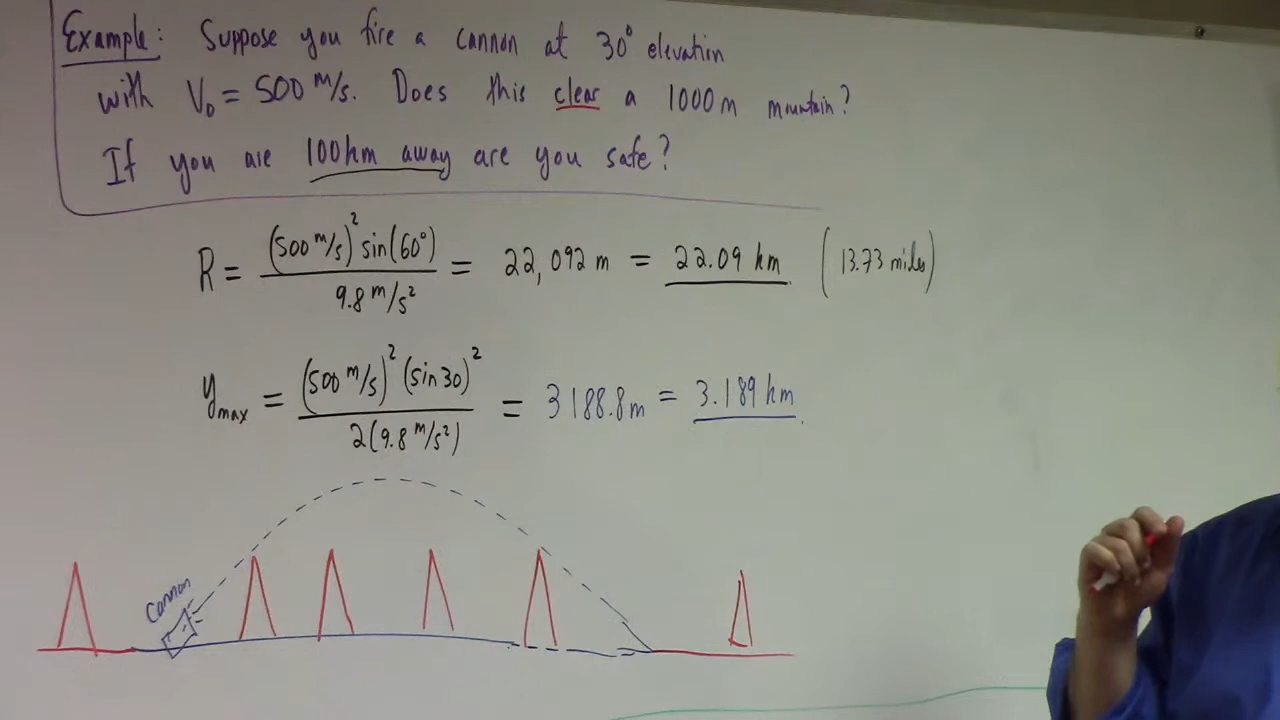 Example: Suppose you fire a cannon at 30° elevation
with V₀ = 500 m/s. Does this clear a 1000 m mountain?
If you are 100km away are you safe?
R = (500 m/s)² sin(60°) / 9.8 m/s² = 22,092 m = 22.09 km (13.73 miles)
y_max = (500 m/s)² (sin 30)² / 2(9.8 m/s²) = 3188.8 m = 3.189 km
Cannon